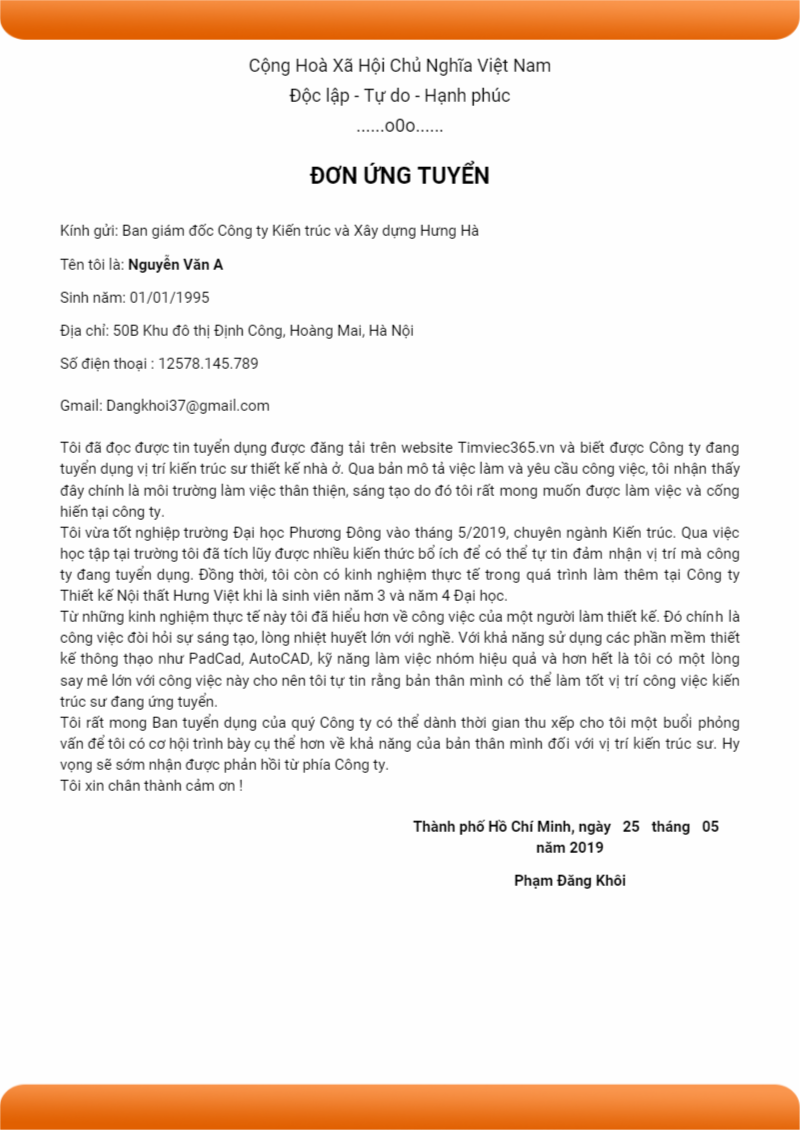 Cộng Hoà Xã Hội Chủ Nghĩa Việt Nam
Độc lập - Tự do - Hạnh phúc
......o0o......
ĐƠN ỨNG TUYỂN
Kính gửi: Ban giám đốc Công ty Kiến trúc và Xây dựng Hưng Hà
Tên tôi là: Nguyễn Văn A
Sinh năm: 01/01/1995
Địa chỉ: 50B Khu đô thị Định Công, Hoàng Mai, Hà Nội
Số điện thoại : 12578.145.789
Gmail: Dangkhoi37@gmail.com
Tôi đã đọc được tin tuyển dụng được đăng tải trên website Timviec365.vn và biết được Công ty đang
tuyển dụng vị trí kiến trúc sư thiết kế nhà ở. Qua bản mô tả việc làm và yêu cầu công việc, tôi nhận thấy
đây chính là môi trường làm việc thân thiện, sáng tạo do đó tôi rất mong muốn được làm việc và cống
hiến tại công ty.
Tôi vừa tốt nghiệp trường Đại học Phương Đông vào tháng 5/2019, chuyên ngành Kiến trúc. Qua việc
học tập tại trường tôi đã tích lũy được nhiều kiến thức bổ ích để có thể tự tin đảm nhận vị trí mà công
ty đang tuyển dụng. Đồng thời, tôi còn có kinh nghiệm thực tế trong quá trình làm thêm tại Công ty
Thiết kế Nội thất Hưng Việt khi là sinh viên năm 3 và năm 4 Đại học.
Từ những kinh nghiệm thực tế này tôi đã hiểu hơn về công việc của một người làm thiết kế. Đó chính là
công việc đòi hỏi sự sáng tạo, lòng nhiệt huyết lớn với nghề. Với khả năng sử dụng các phần mềm thiết
kế thông thạo như PadCad, AutoCAD, kỹ năng làm việc nhóm hiệu quả và hơn hết là tôi có một lòng
say mê lớn với công việc này cho nên tôi tự tin rằng bản thân mình có thể làm tốt vị trí công việc kiến
trúc sư đang ứng tuyển.
Tôi rất mong Ban tuyển dụng của quý Công ty có thể dành thời gian thu xếp cho tôi một buổi phỏng
vấn để tôi có cơ hội trình bày cụ thể hơn về khả năng của bản thân mình đối với vị trí kiến trúc sư. Hy
vọng sẽ sớm nhận được phản hồi từ phía Công ty.
Tôi xin chân thành cảm ơn !
Thành phố Hồ Chí Minh, ngày 25 tháng 05
năm 2019
Phạm Đăng Khôi